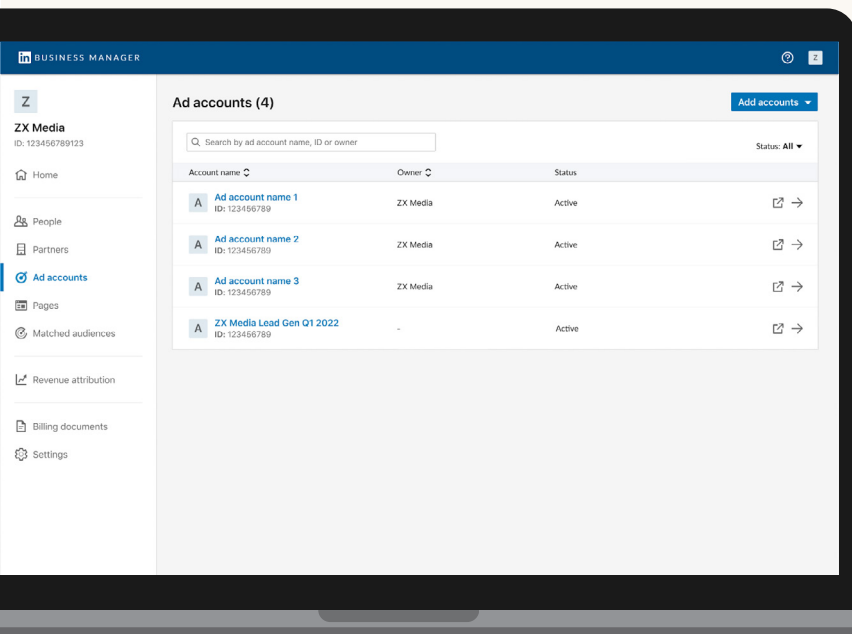 in BUSINESS MANAGER
Z
Z
ZX Media
ID: 123456789123
Home
People
Partners
Ad accounts
Pages
Matched audiences
Revenue attribution
Billing documents
Settings
Ad accounts (4)
Add accounts
Search by ad account name, ID or owner
Status: All
Account name Owner Status
A Ad account name 1 ZX Media Active
ID: 123456789
A Ad account name 2 ZX Media Active
ID: 123456789
A Ad account name 3 ZX Media Active
ID: 123456789
A ZX Media Lead Gen Q1 2022 - Active
ID: 123456789